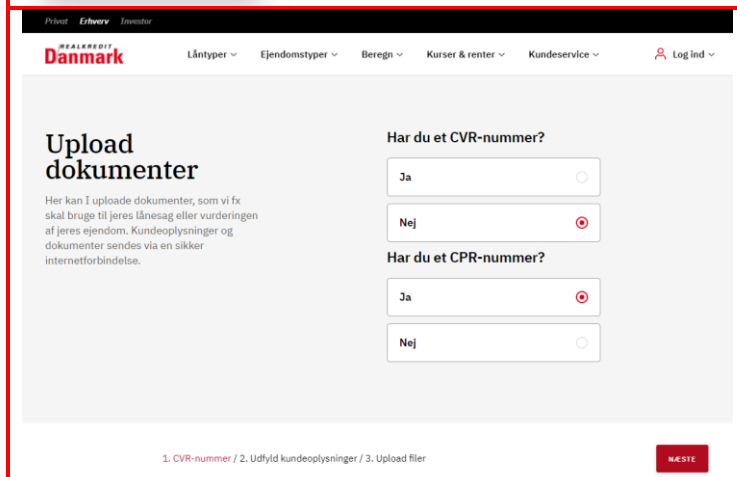 Privat Erhverv Investor
REALKREDIT
Danmark
Låntyper Ejendomstyper Beregn Kurser & renter Kundeservice Log ind
Upload
dokumenter
Her kan I uploade dokumenter, som vi fx
skal bruge til jeres lånesag eller vurderingen
af jeres ejendom. Kundeoplysninger og
dokumenter sendes via en sikker
internetforbindelse.
Har du et CVR-nummer?
Ja
Nej
Har du et CPR-nummer?
Ja
Nej
1. CVR-nummer / 2. Udfyld kundeoplysninger / 3. Upload filer
NÆSTE